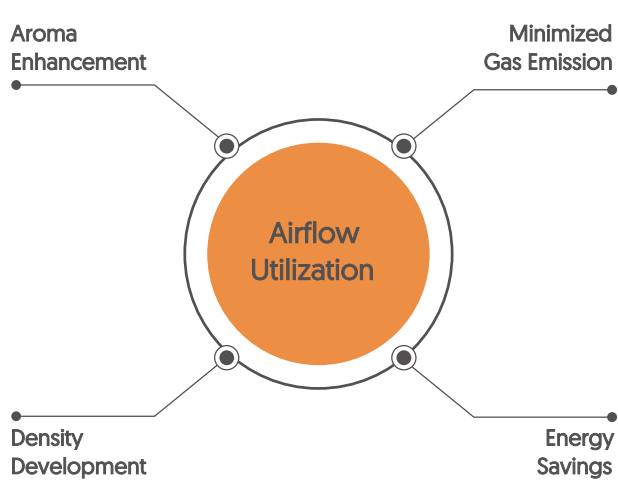 Aroma
Enhancement
Minimized
Gas Emission
Airflow
Utilization
Density
Development
Energy
Savings